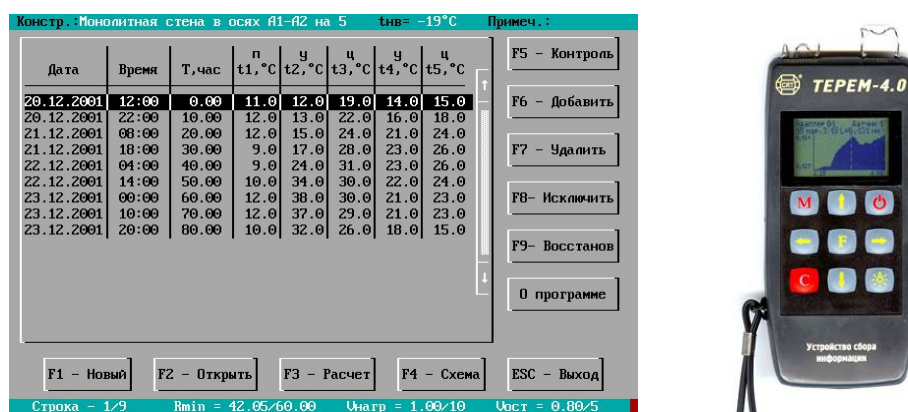 Констр.:Монолитная стена в осях А1-А2 на 5 tнв= -19°C Примеч.:
п у ц у ц
Дата Время T,час t1,°C t2,°C t3,°C t4,°C t5,°C
20.12.2001 12:00 0.00 11.0 12.0 19.0 14.0 15.0
20.12.2001 22:00 10.00 12.0 13.0 22.0 16.0 18.0
21.12.2001 08:00 20.00 12.0 15.0 24.0 21.0 24.0
21.12.2001 18:00 30.00 9.0 17.0 28.0 23.0 26.0
22.12.2001 04:00 40.00 9.0 24.0 31.0 23.0 26.0
22.12.2001 14:00 50.00 10.0 34.0 30.0 22.0 24.0
23.12.2001 00:00 60.00 12.0 38.0 30.0 21.0 23.0
23.12.2001 10:00 70.00 12.0 37.0 29.0 21.0 23.0
23.12.2001 20:00 80.00 10.0 32.0 26.0 18.0 15.0
F5 - Контроль
F6 - Добавить
F7 - Удалить
F8- Исключить
F9- Восстанов
О программе
F1 - Новый F2 - Открыть F3 - Расчет F4 - Схема ESC - Выход
Строка - 1/9 Rmin = 42.05/60.00 Uнагр = 1.00/10 Uост = 0.80/5
ТЕРЕМ-4.0
M
F
C
Устройство сбора
информации